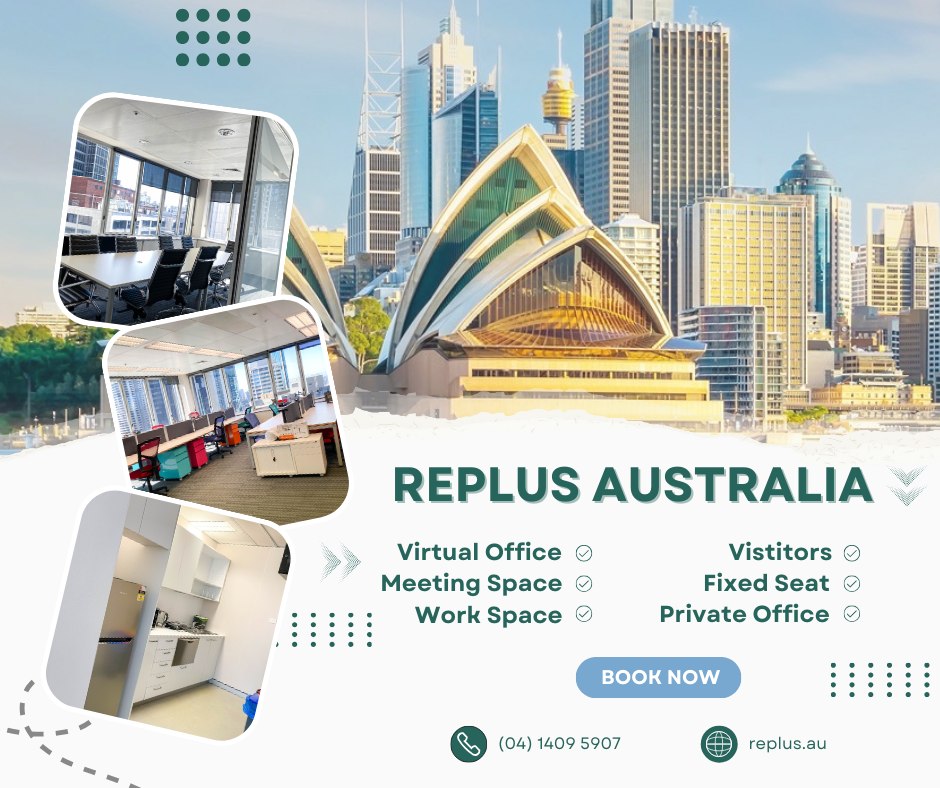 REPLUS AUSTRALIA
Virtual Office
Meeting Space
Work Space
Vistitors
Fixed Seat
Private Office
BOOK NOW
(04) 1409 5907
replus.au